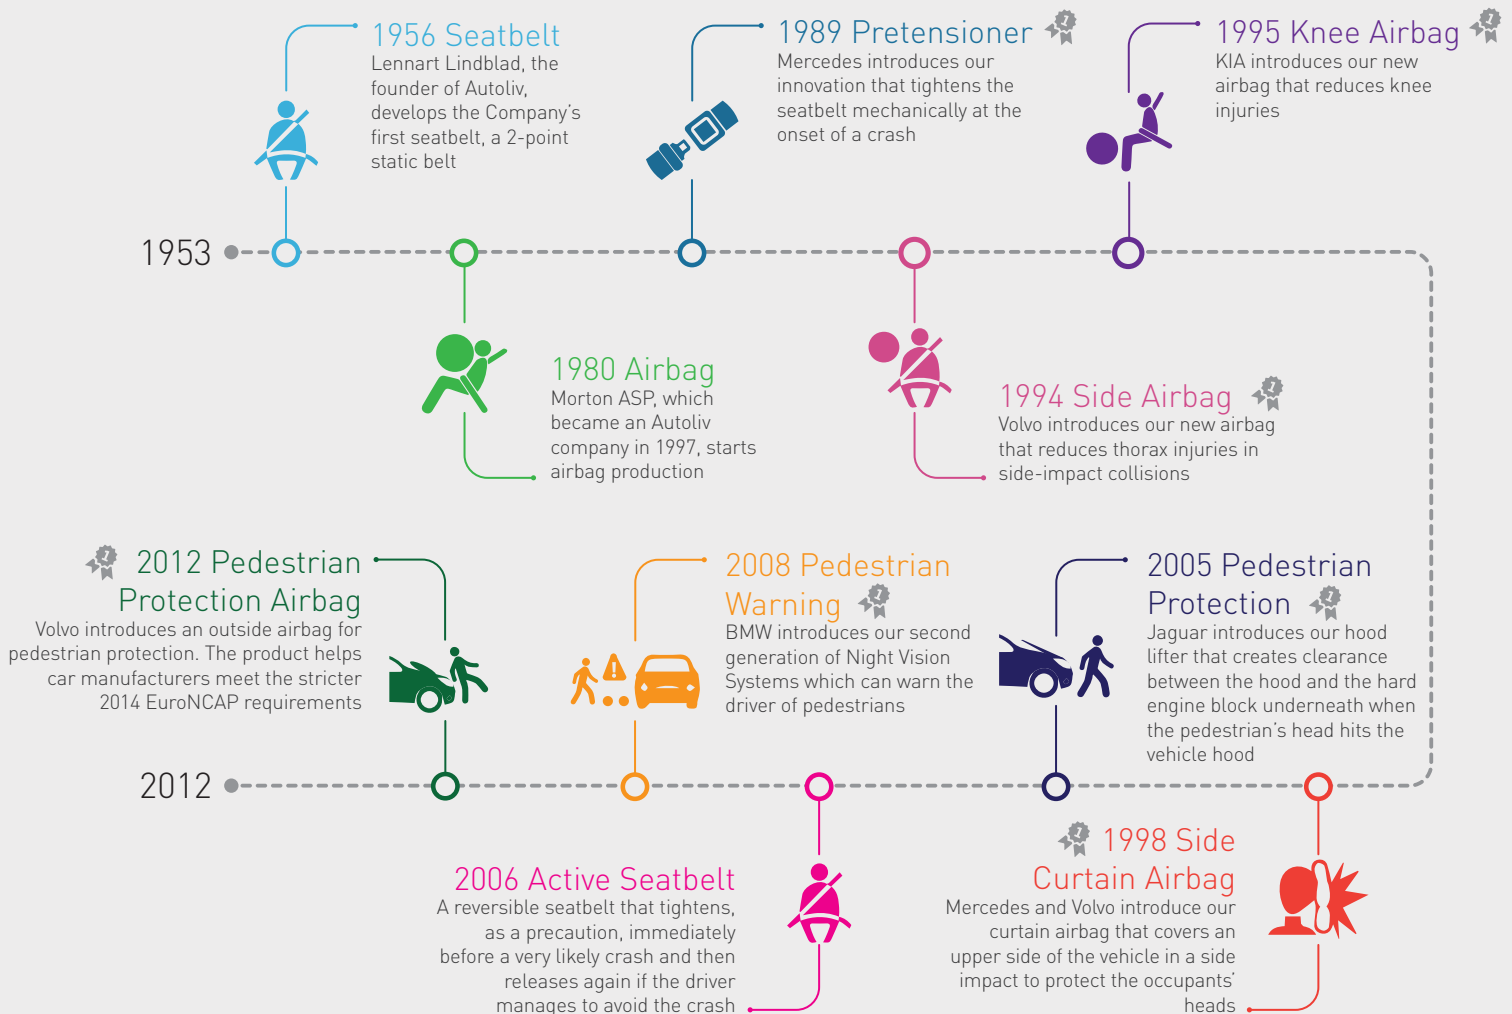 1956 Seatbelt
Lennart Lindblad, the
founder of Autoliv,
develops the Company's
first seatbelt, a 2-point
static belt
1989 Pretensioner
1
Mercedes introduces our
innovation that tightens the
seatbelt mechanically at the
onset of a crash
1995 Knee Airbag
1
KIA introduces our new
airbag that reduces knee
injuries
1953
1980 Airbag
Morton ASP, which
became an Autoliv
company in 1997, starts
airbag production
1994 Side Airbag
1
Volvo introduces our new airbag
that reduces thorax injuries in
side-impact collisions
1
2012 Pedestrian
Protection Airbag
Volvo introduces an outside airbag for
pedestrian protection. The product helps
car manufacturers meet the stricter
2014 EuroNCAP requirements
2008 Pedestrian
Warning
1
BMW introduces our second
generation of Night Vision
Systems which can warn the
driver of pedestrians
2005 Pedestrian
Protection
1
Jaguar introduces our hood
lifter that creates clearance
between the hood and the hard
engine block underneath when
the pedestrian's head hits the
vehicle hood
2012
2006 Active Seatbelt
A reversible seatbelt that tightens,
as a precaution, immediately
before a very likely crash and then
releases again if the driver
manages to avoid the crash
1
1998 Side
Curtain Airbag
Mercedes and Volvo introduce our
curtain airbag that covers an
upper side of the vehicle in a side
impact to protect the occupants'
heads